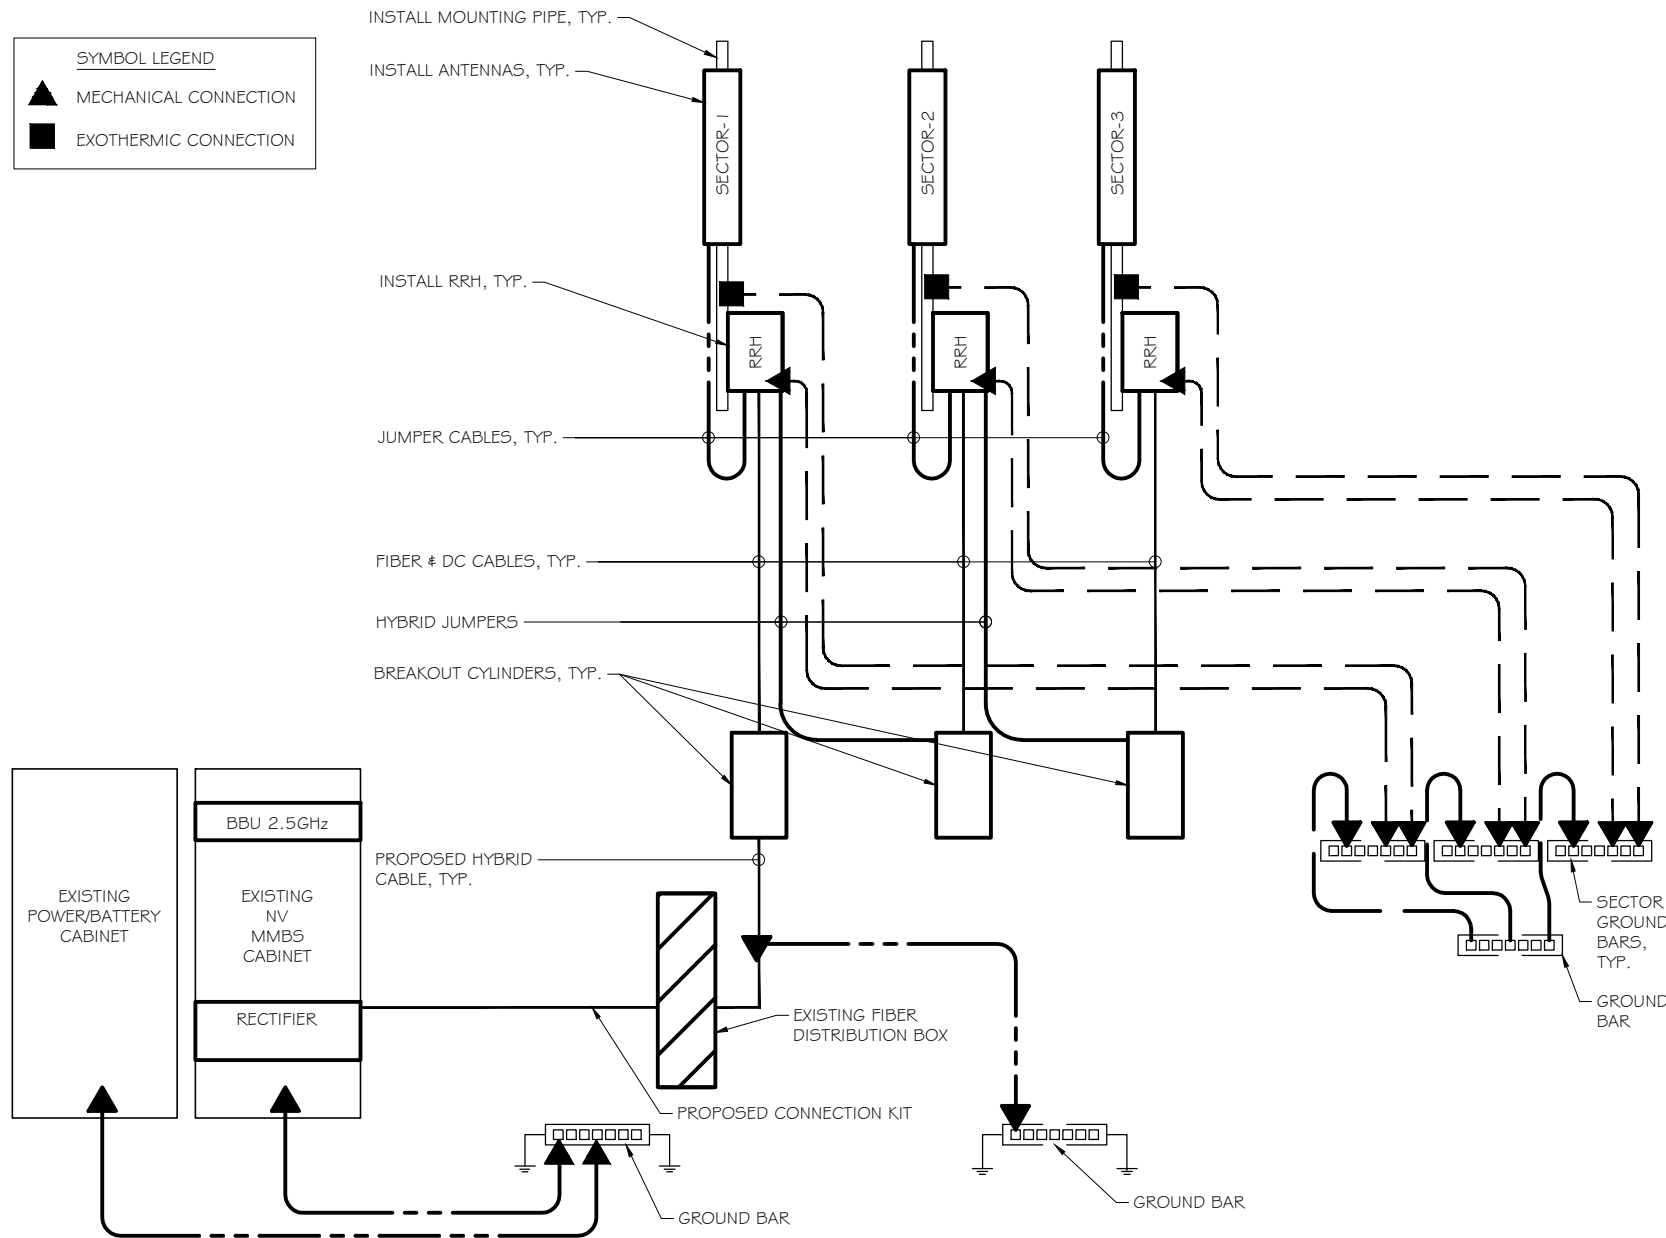 INSTALL MOUNTING PIPE, TYP.
SYMBOL LEGEND
INSTALL ANTENNAS, TYP.
MECHANICAL CONNECTION
EXOTHERMIC CONNECTION
SECTOR-1
SECTOR-2
SECTOR-3
INSTALL RRH, TYP.
RRH
RRH
RRH
JUMPER CABLES, TYP.
FIBER & DC CABLES, TYP.
HYBRID JUMPERS
BREAKOUT CYLINDERS, TYP.
BBU 2.5GHz
PROPOSED HYBRID
CABLE, TYP.
EXISTING
POWER/BATTERY
CABINET
EXISTING
NV
MMBS
CABINET
SECTOR
GROUND
BARS,
TYP.
GROUND
BAR
RECTIFIER
EXISTING FIBER
DISTRIBUTION BOX
PROPOSED CONNECTION KIT
GROUND BAR
GROUND BAR